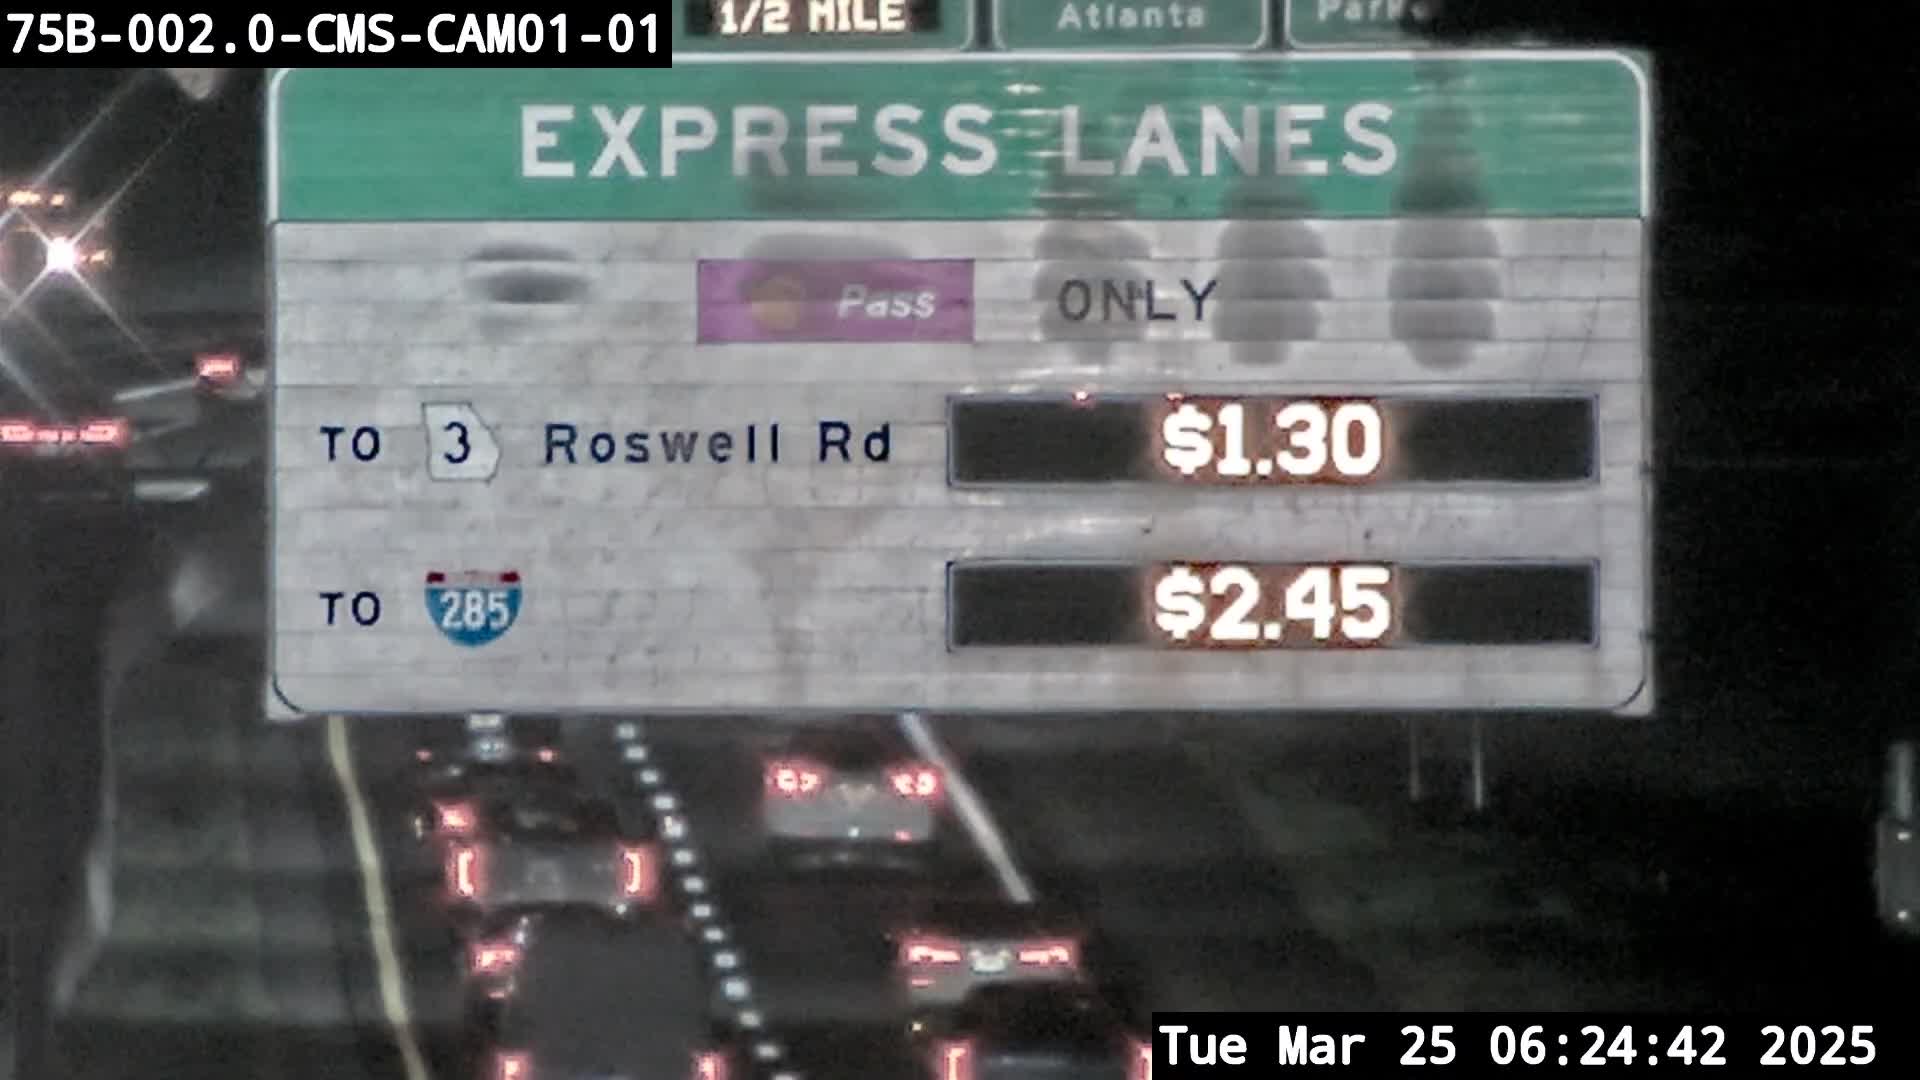 75B-002.0-CMS-CAM01-01
1/2 MILE
Atlanta
EXPRESS LANES
Pass ONLY
TO 3 Roswell Rd $1.30
TO 285 $2.45
Tue Mar 25 06:24:42 2025